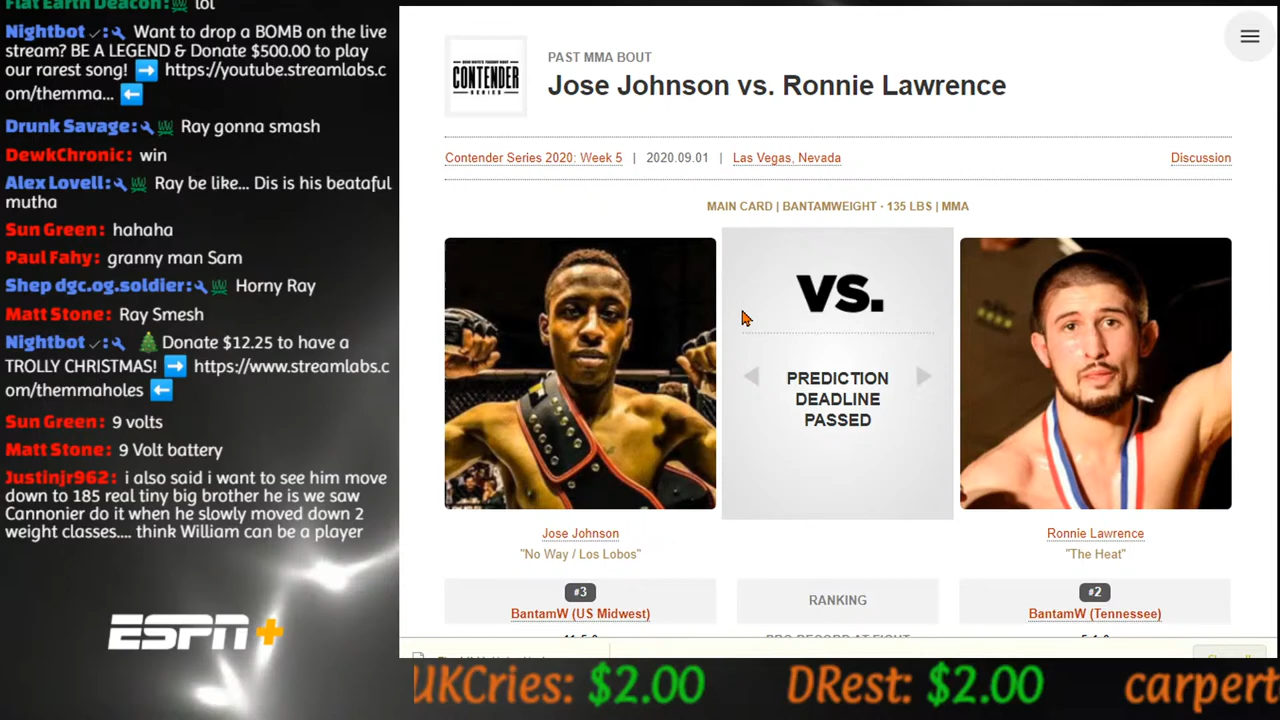 Flat Earth Deacon: lol
Nightbot Want to drop a BOMB on the live
stream? BE A LEGEND & Donate $500.00 to play
our rarest song! ➡ https://youtube.streamlabs.c
om/themma... ⬅
Drunk Savage: Ray gonna smash
DewkChronic: win
Alex Lovell: Ray be like... Dis is his beataful
mutha
Sun Green: hahaha
Paul Fahy: granny man Sam
Shep dgc.og.soldier: Horny Ray
Matt Stone: Ray Smesh
Nightbot : 🎄Donate $12.25 to have a
TROLLY CHRISTMAS! ➡ https://www.streamlabs.c
om/themmaholes ⬅
Sun Green: 9 volts
Matt Stone: 9 Volt battery
Justinjr962: i also said i want to see him move
down to 185 real tiny big brother he is we saw
Cannonier do it when he slowly moved down 2
weight classes.... think William can be a player
ESPN+
CONTENDER
SERIES
PAST MMA BOUT
Jose Johnson vs. Ronnie Lawrence
Contender Series 2020: Week 5 | 2020.09.01 | Las Vegas, Nevada
Discussion
MAIN CARD | BANTAMWEIGHT · 135 LBS | MMA
VS.
PREDICTION
DEADLINE
PASSED
Jose Johnson
"No Way / Los Lobos"
Ronnie Lawrence
"The Heat"
#3
BantamW (US Midwest)
RANKING
#2
BantamW (Tennessee)
PRO RECORD AT FIGHT
UKCries: $2.00 DRest: $2.00 carpert